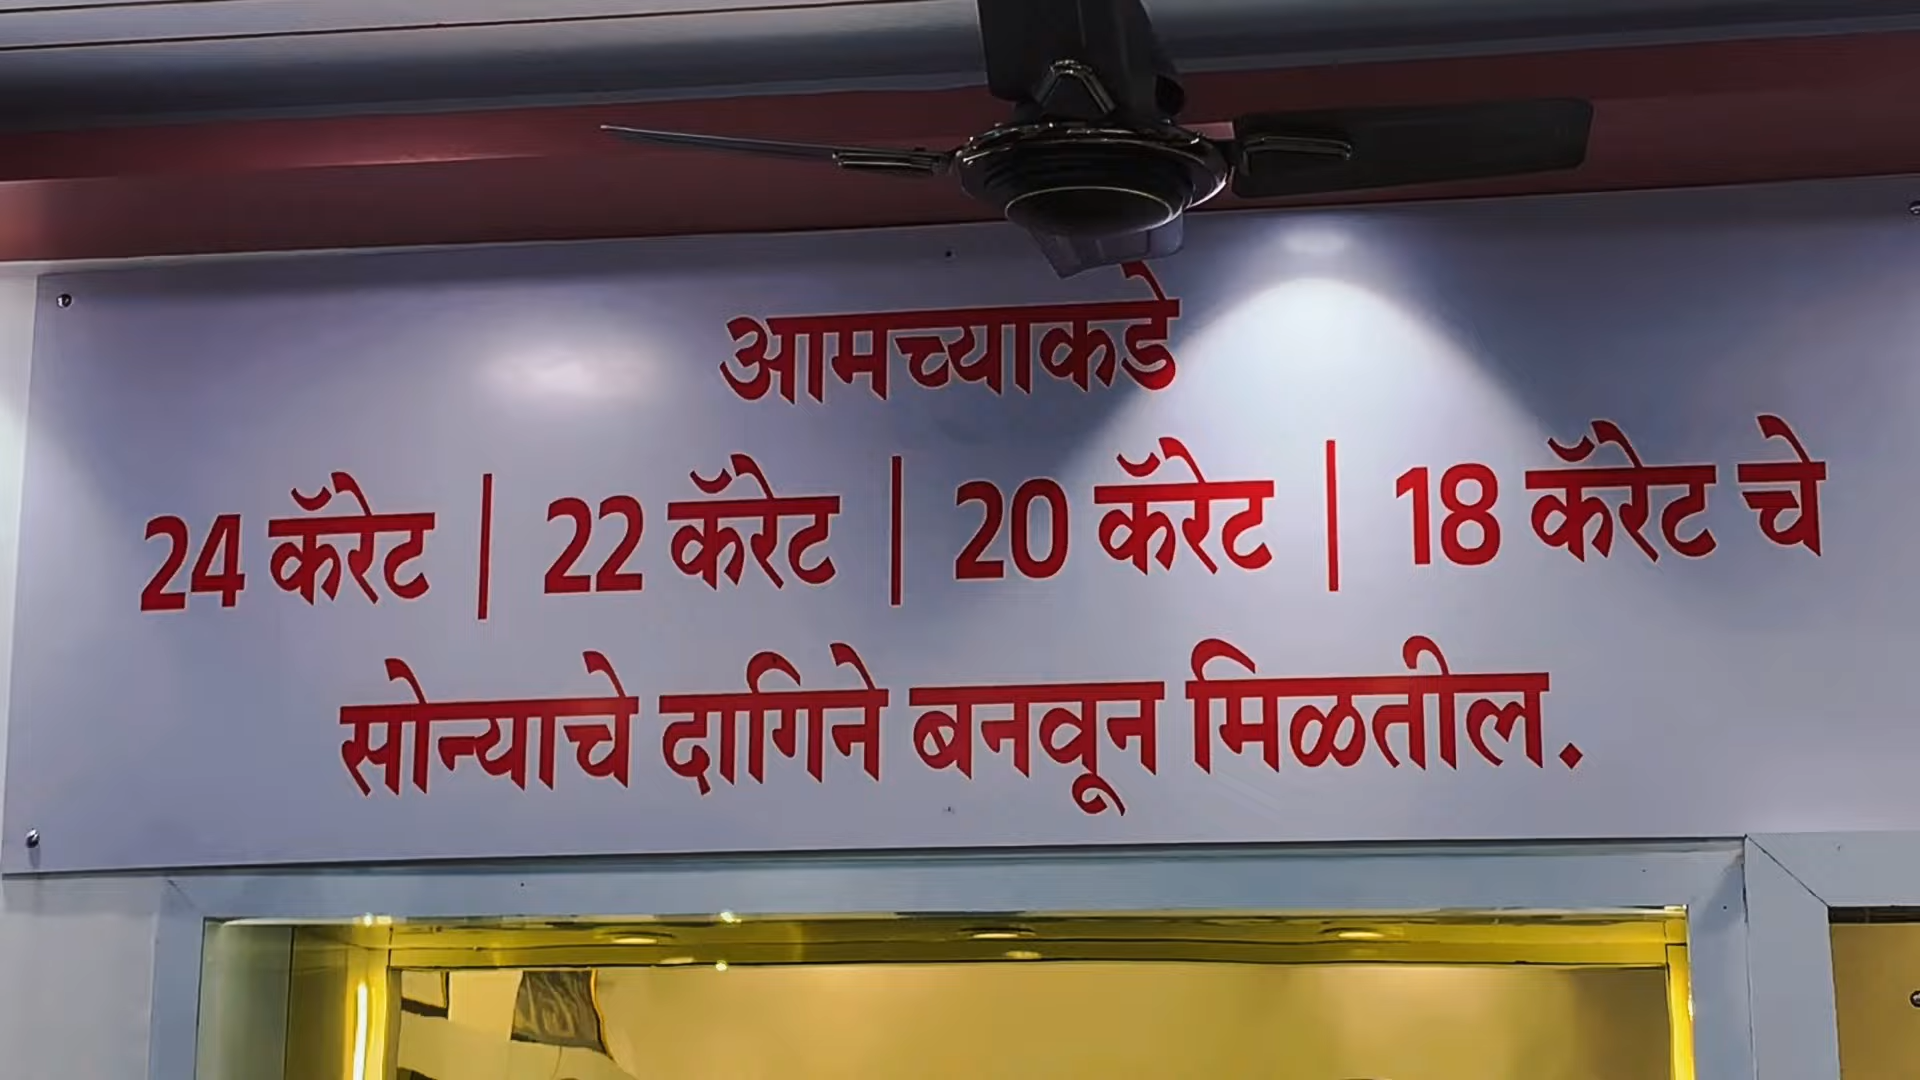 आमच्याकडे
24 कॅरेट | 22 कॅरेट | 20 कॅरेट | 18 कॅरेट चे
सोन्याचे दागिने बनवून मिळतील.